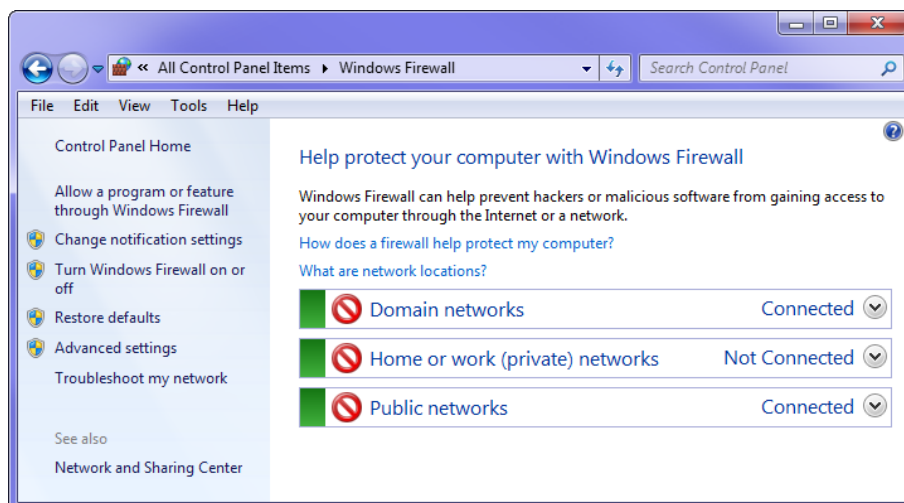 « All Control Panel Items ▸ Windows Firewall
Search Control Panel
File Edit View Tools Help
Control Panel Home
Allow a program or feature
through Windows Firewall
Change notification settings
Turn Windows Firewall on or
off
Restore defaults
Advanced settings
Troubleshoot my network
See also
Network and Sharing Center
Help protect your computer with Windows Firewall
Windows Firewall can help prevent hackers or malicious software from gaining access to
your computer through the Internet or a network.
How does a firewall help protect my computer?
What are network locations?
Domain networks Connected
Home or work (private) networks Not Connected
Public networks Connected